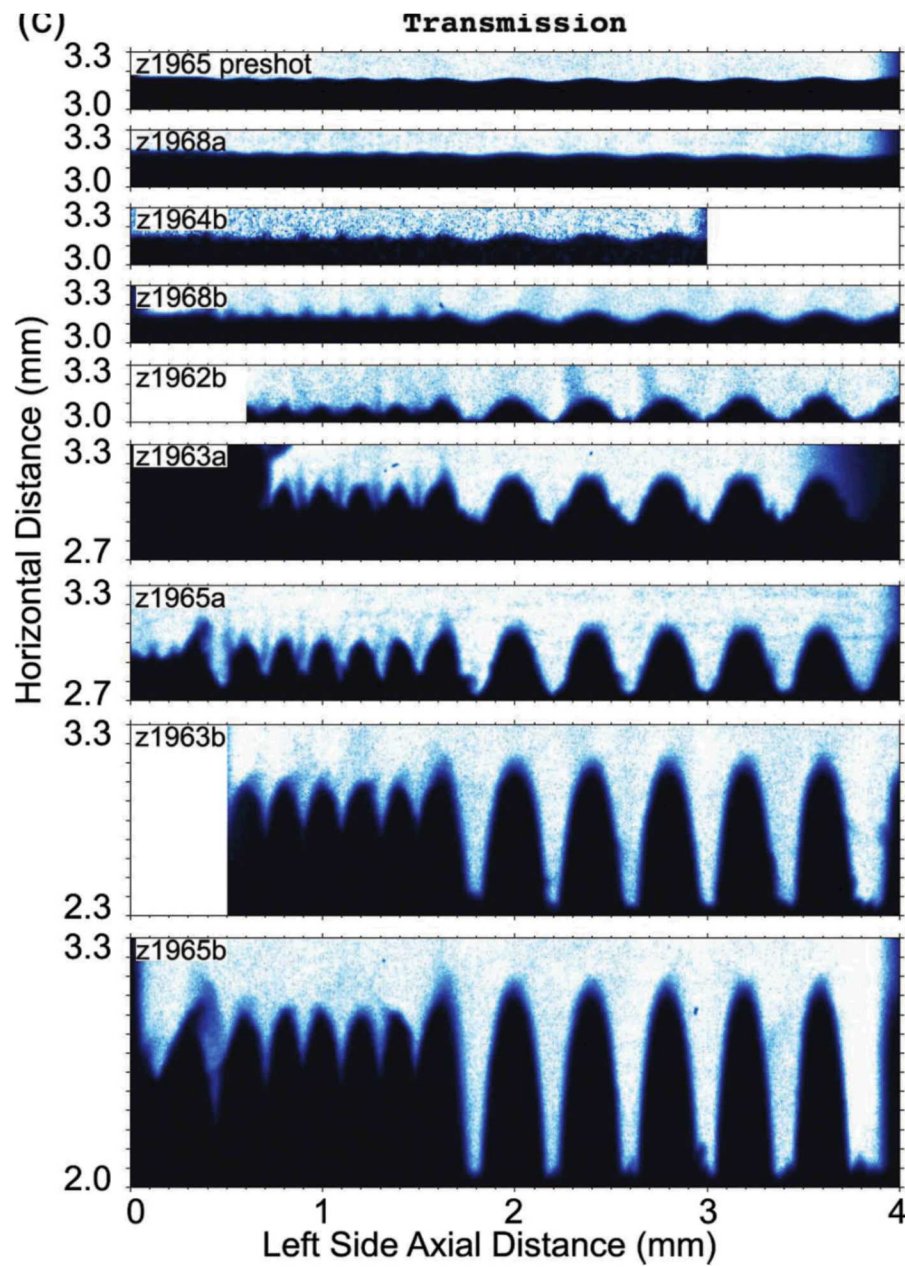 (C) Transmission
3.3
z1965 preshot
3.0
3.3
z1968a
3.0
3.3
z1964b
3.0
3.3
z1968b
3.0
3.3
z1962b
3.0
3.3
z1963a
2.7
3.3
z1965a
2.7
3.3
z1963b
2.3
3.3
z1965b
2.0
Horizontal Distance (mm)
0 1 2 3 4
Left Side Axial Distance (mm)